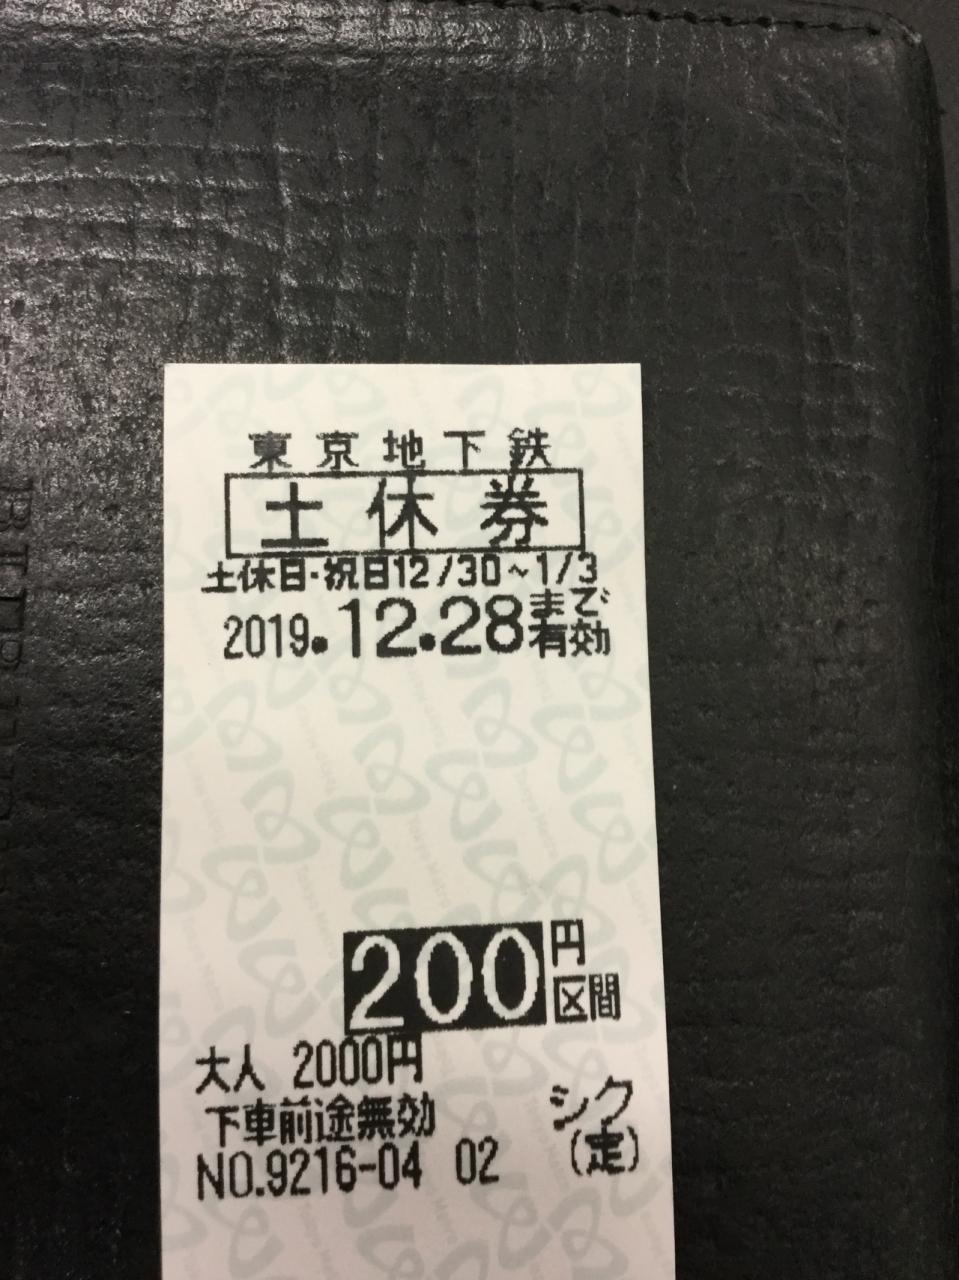 東京地下鉄
土休券
土休日・祝日12/30~1/3
2019.12.28まで有効
200円区間
大人 2000円
下車前途無効
シク(定)
NO.9216-04 02